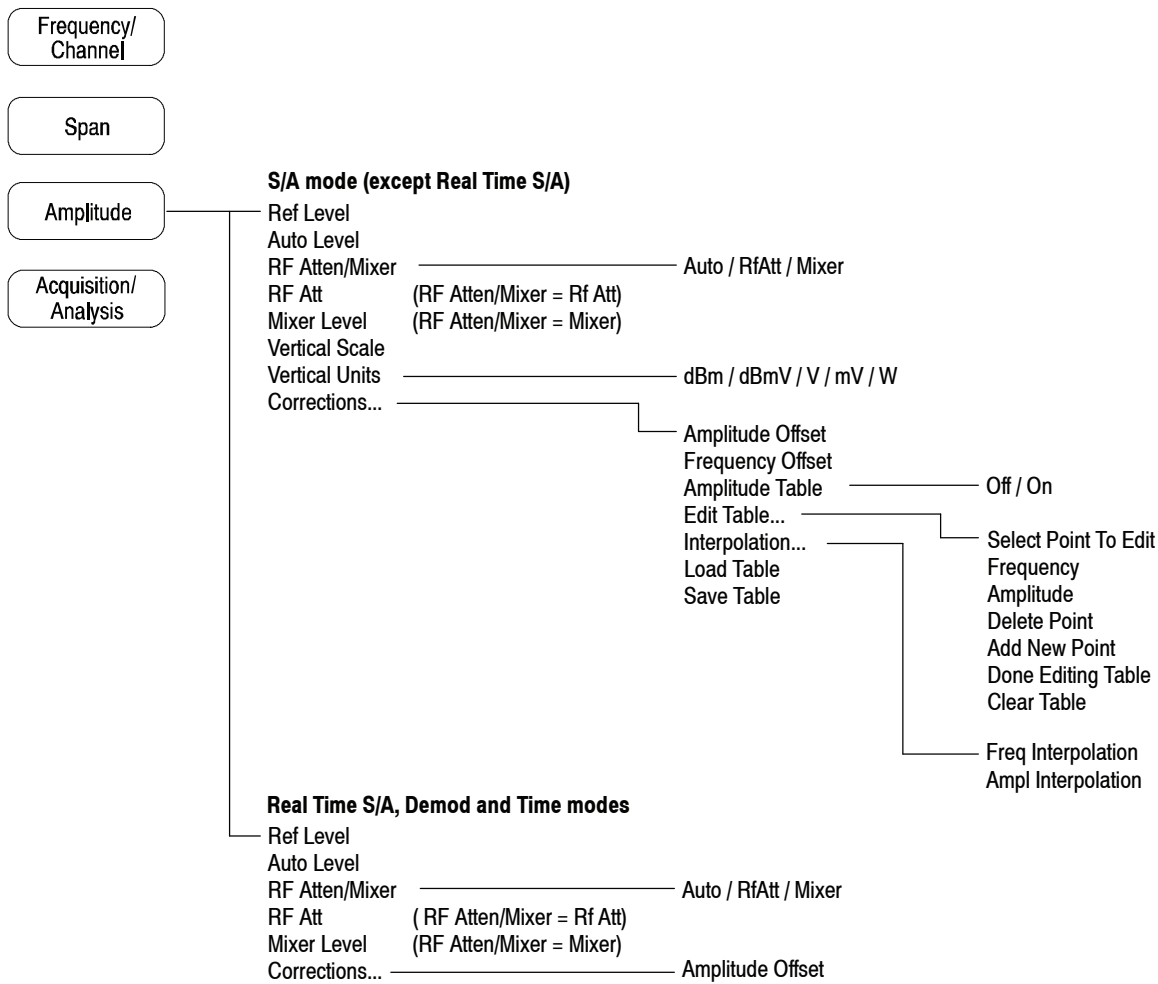 Frequency/
Channel
Span
Amplitude
Acquisition/
Analysis
S/A mode (except Real Time S/A)
Ref Level
Auto Level
RF Atten/Mixer Auto / RfAtt / Mixer
RF Att (RF Atten/Mixer = Rf Att)
Mixer Level (RF Atten/Mixer = Mixer)
Vertical Scale
Vertical Units dBm / dBmV / V / mV / W
Corrections...
Amplitude Offset
Frequency Offset
Amplitude Table Off / On
Edit Table...
Interpolation...
Load Table
Save Table
Select Point To Edit
Frequency
Amplitude
Delete Point
Add New Point
Done Editing Table
Clear Table
Freq Interpolation
Ampl Interpolation
Real Time S/A, Demod and Time modes
Ref Level
Auto Level
RF Atten/Mixer Auto / RfAtt / Mixer
RF Att ( RF Atten/Mixer = Rf Att)
Mixer Level (RF Atten/Mixer = Mixer)
Corrections... Amplitude Offset